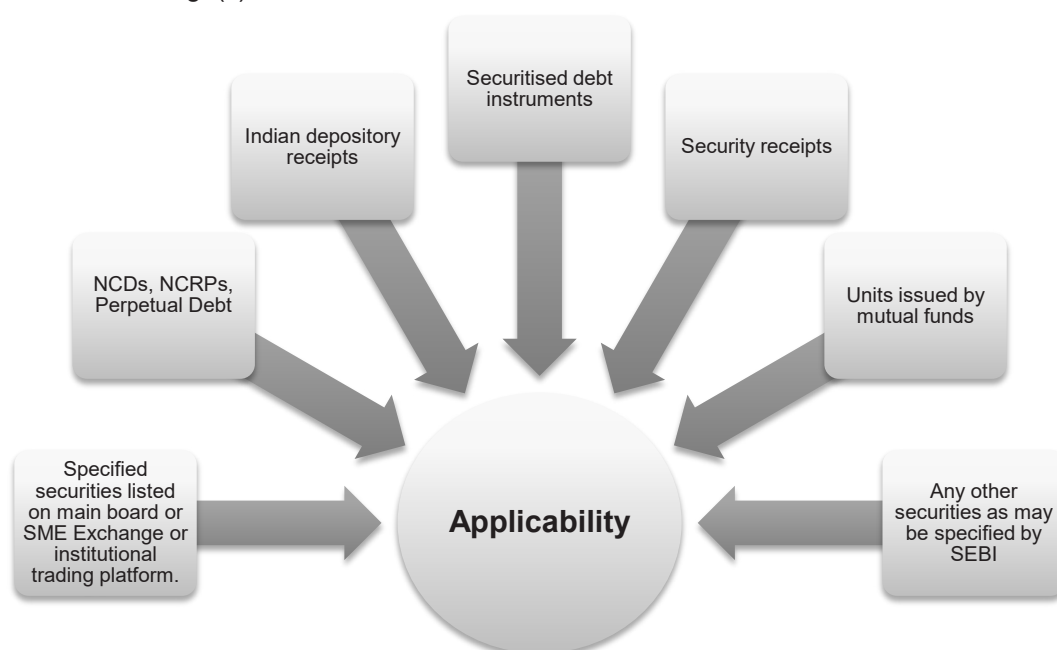 Securitised debt
instruments
Indian depository
receipts
Security receipts
NCDs, NCRPs,
Perpetual Debt
Units issued by
mutual funds
Specified
securities listed
on main board or
SME Exchange or
institutional
trading platform.
Applicability
Any other
securities as may
be specified by
SEBI